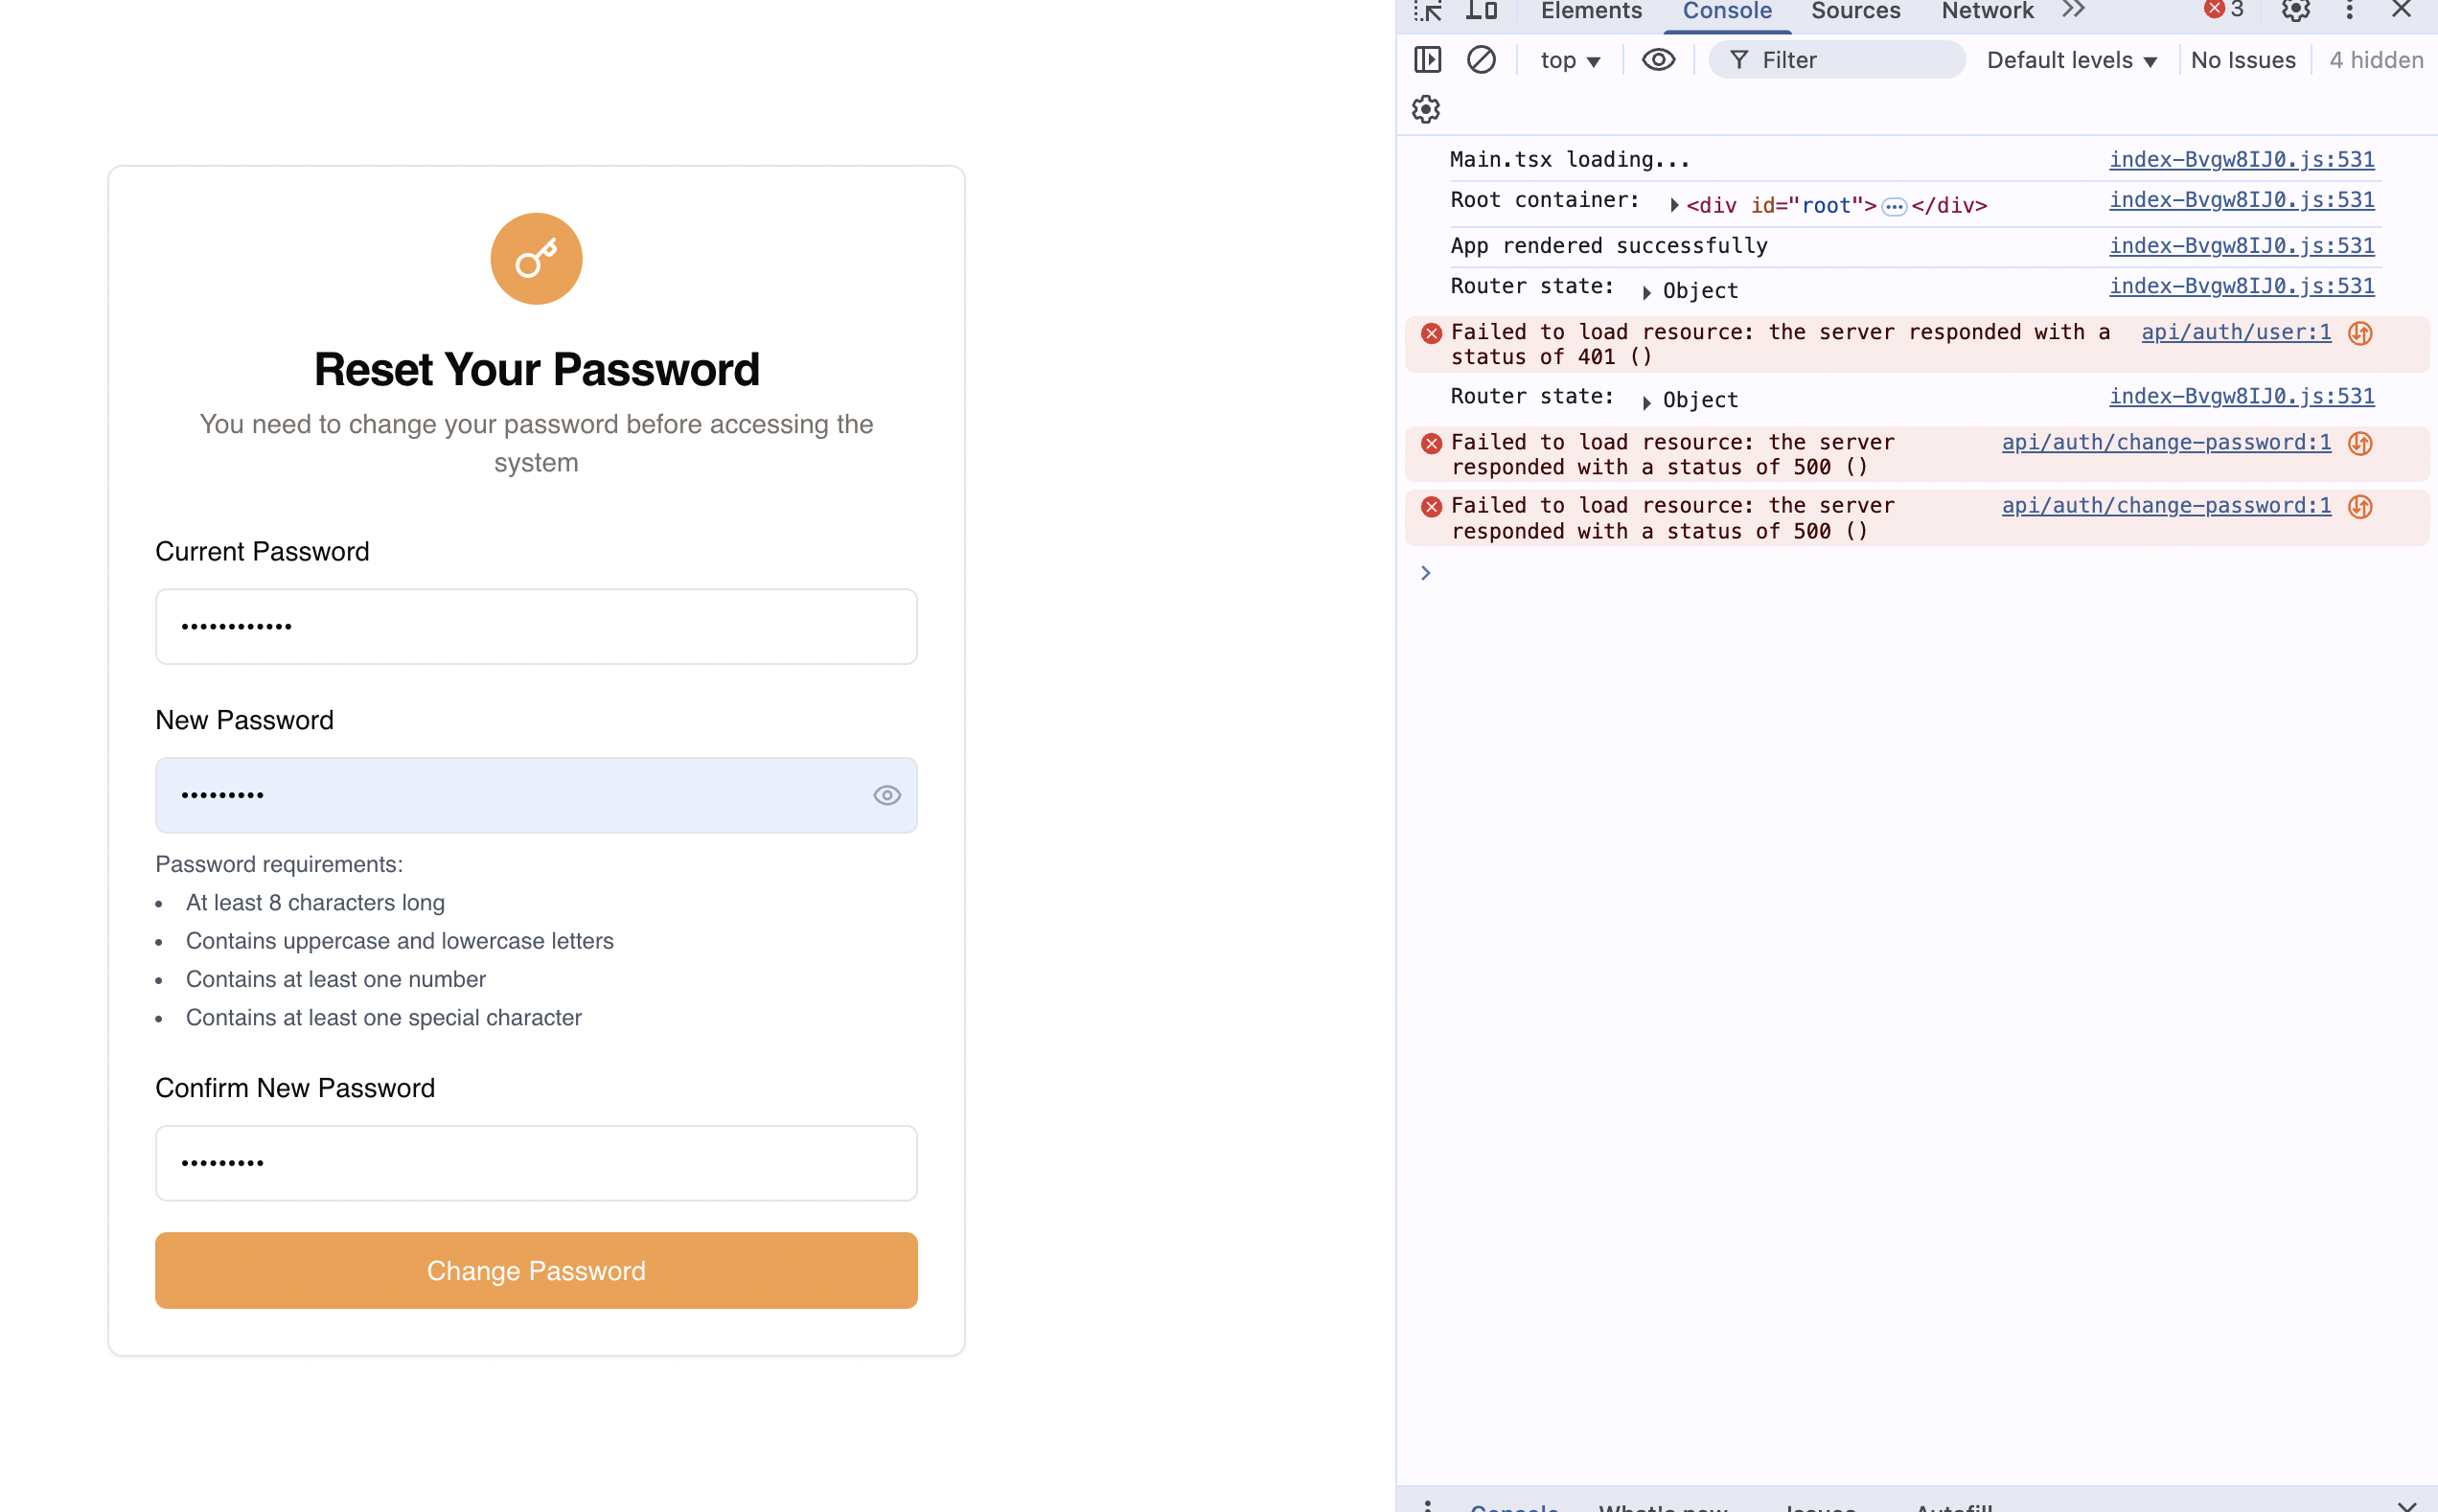 Reset Your Password
You need to change your password before accessing the
system
Current Password
••••••••••••
New Password
•••••••••
Password requirements:
• At least 8 characters long
• Contains uppercase and lowercase letters
• Contains at least one number
• Contains at least one special character
Confirm New Password
•••••••••
Change Password
Elements Console Sources Network 3
top Filter Default levels No Issues 4 hidden
Main.tsx loading... index-Bvgw8IJ0.js:531
Root container: <div id="root">…</div> index-Bvgw8IJ0.js:531
App rendered successfully index-Bvgw8IJ0.js:531
Router state: Object index-Bvgw8IJ0.js:531
Failed to load resource: the server responded with a api/auth/user:1
status of 401 ()
Router state: Object index-Bvgw8IJ0.js:531
Failed to load resource: the server api/auth/change-password:1
responded with a status of 500 ()
Failed to load resource: the server api/auth/change-password:1
responded with a status of 500 ()
Console What's new Issues Autofill